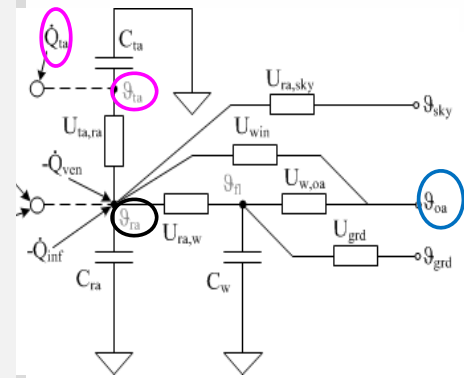 Q̇ta
Cta
ϑta
Ura,sky
ϑsky
Uta,ra
Uwin
-Q̇ven
ϑfl
Uw,oa
ϑoa
ϑra
Ura,w
Ugrd
-Q̇inf
ϑgrd
Cra
Cw